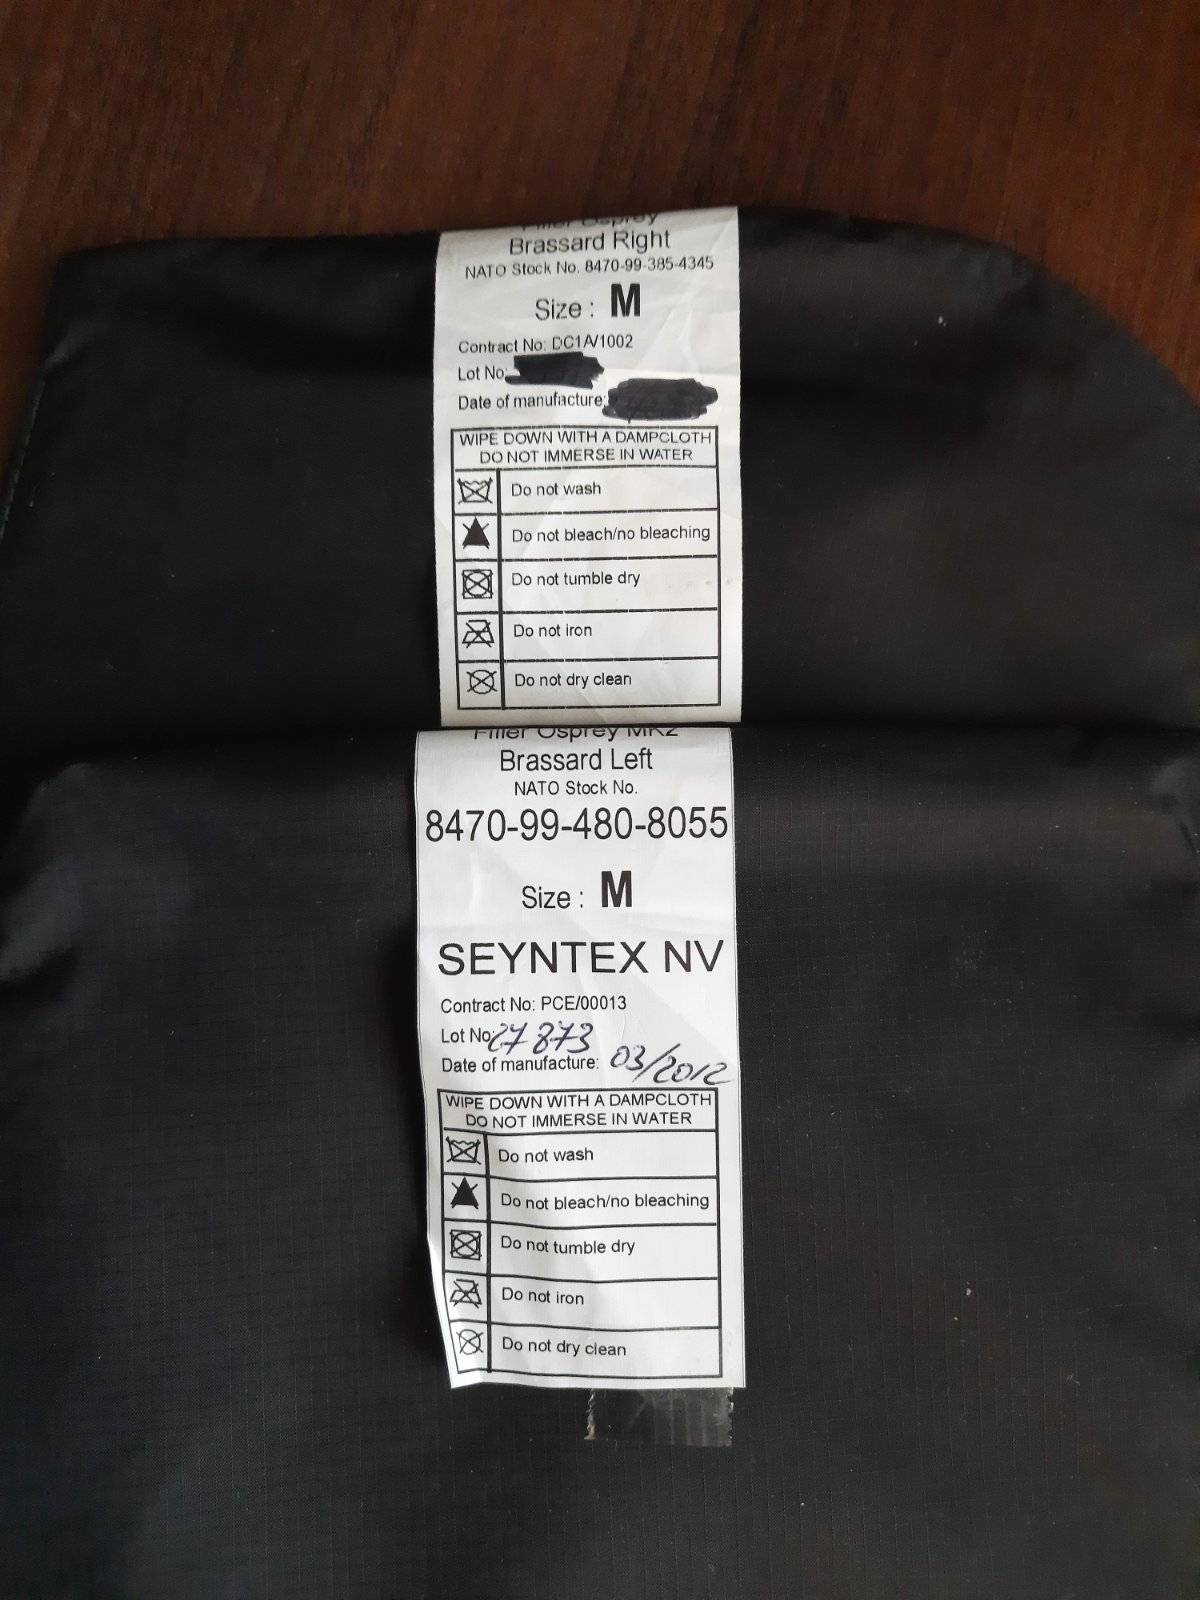 Filler Osprey
Brassard Right
NATO Stock No. 8470-99-385-4345
Size : M
Contract No: DC1A/1002
Lot No:
Date of manufacture:
WIPE DOWN WITH A DAMPCLOTH
DO NOT IMMERSE IN WATER
Do not wash
Do not bleach/no bleaching
Do not tumble dry
Do not iron
Do not dry clean
Filler Osprey MK2
Brassard Left
NATO Stock No.
8470-99-480-8055
Size : M
SEYNTEX NV
Contract No: PCE/00013
Lot No: 27873
Date of manufacture: 03/2012
WIPE DOWN WITH A DAMPCLOTH
DO NOT IMMERSE IN WATER
Do not wash
Do not bleach/no bleaching
Do not tumble dry
Do not iron
Do not dry clean